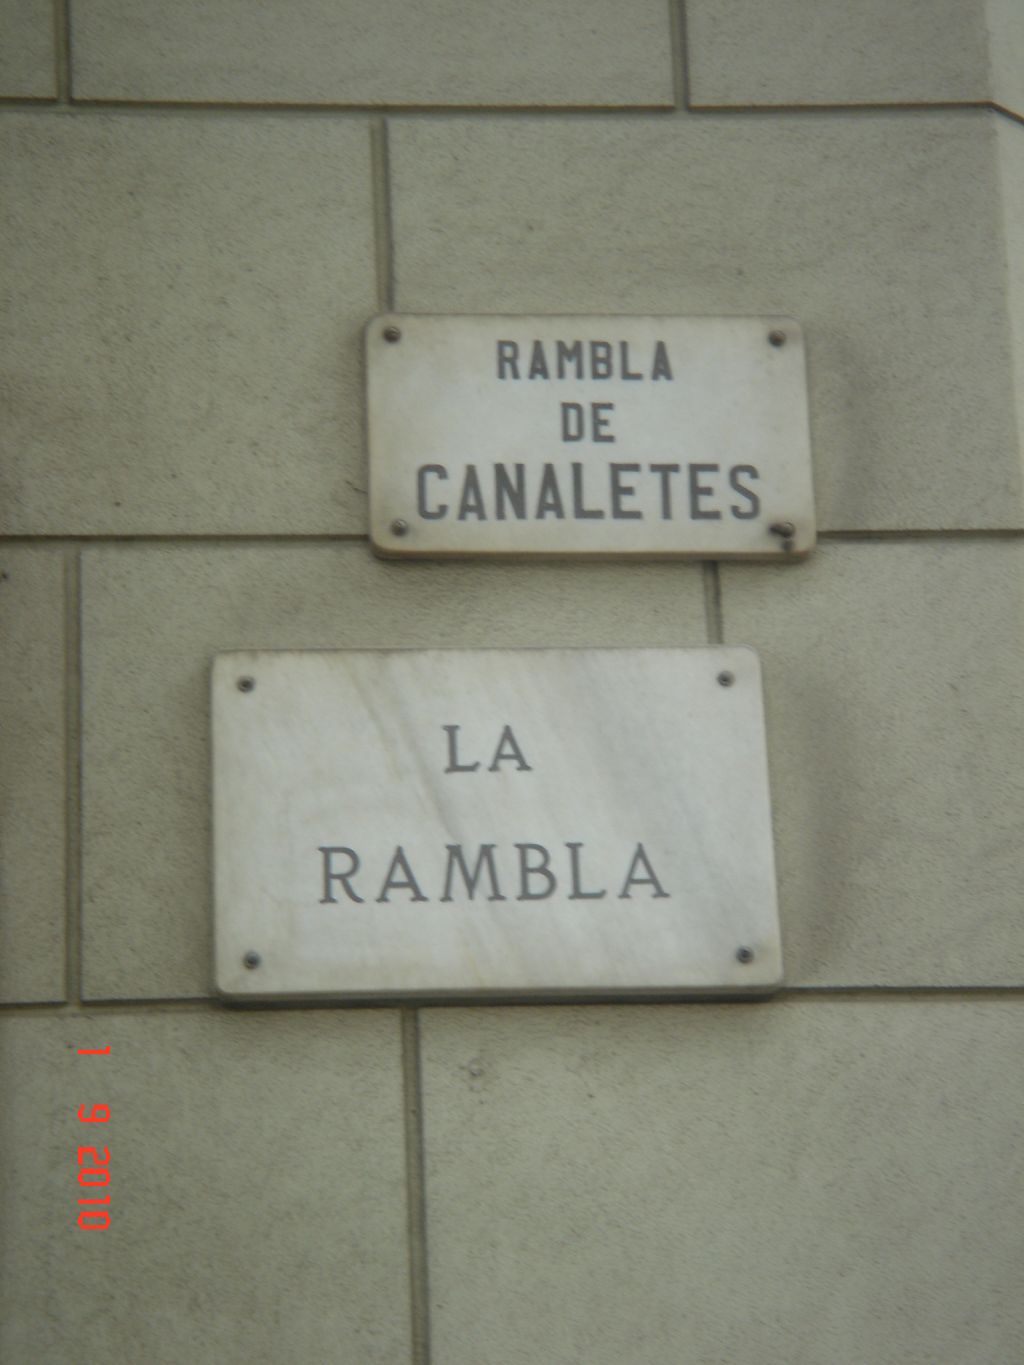 RAMBLA
DE
CANALETES
LA
RAMBLA
1 9 2010